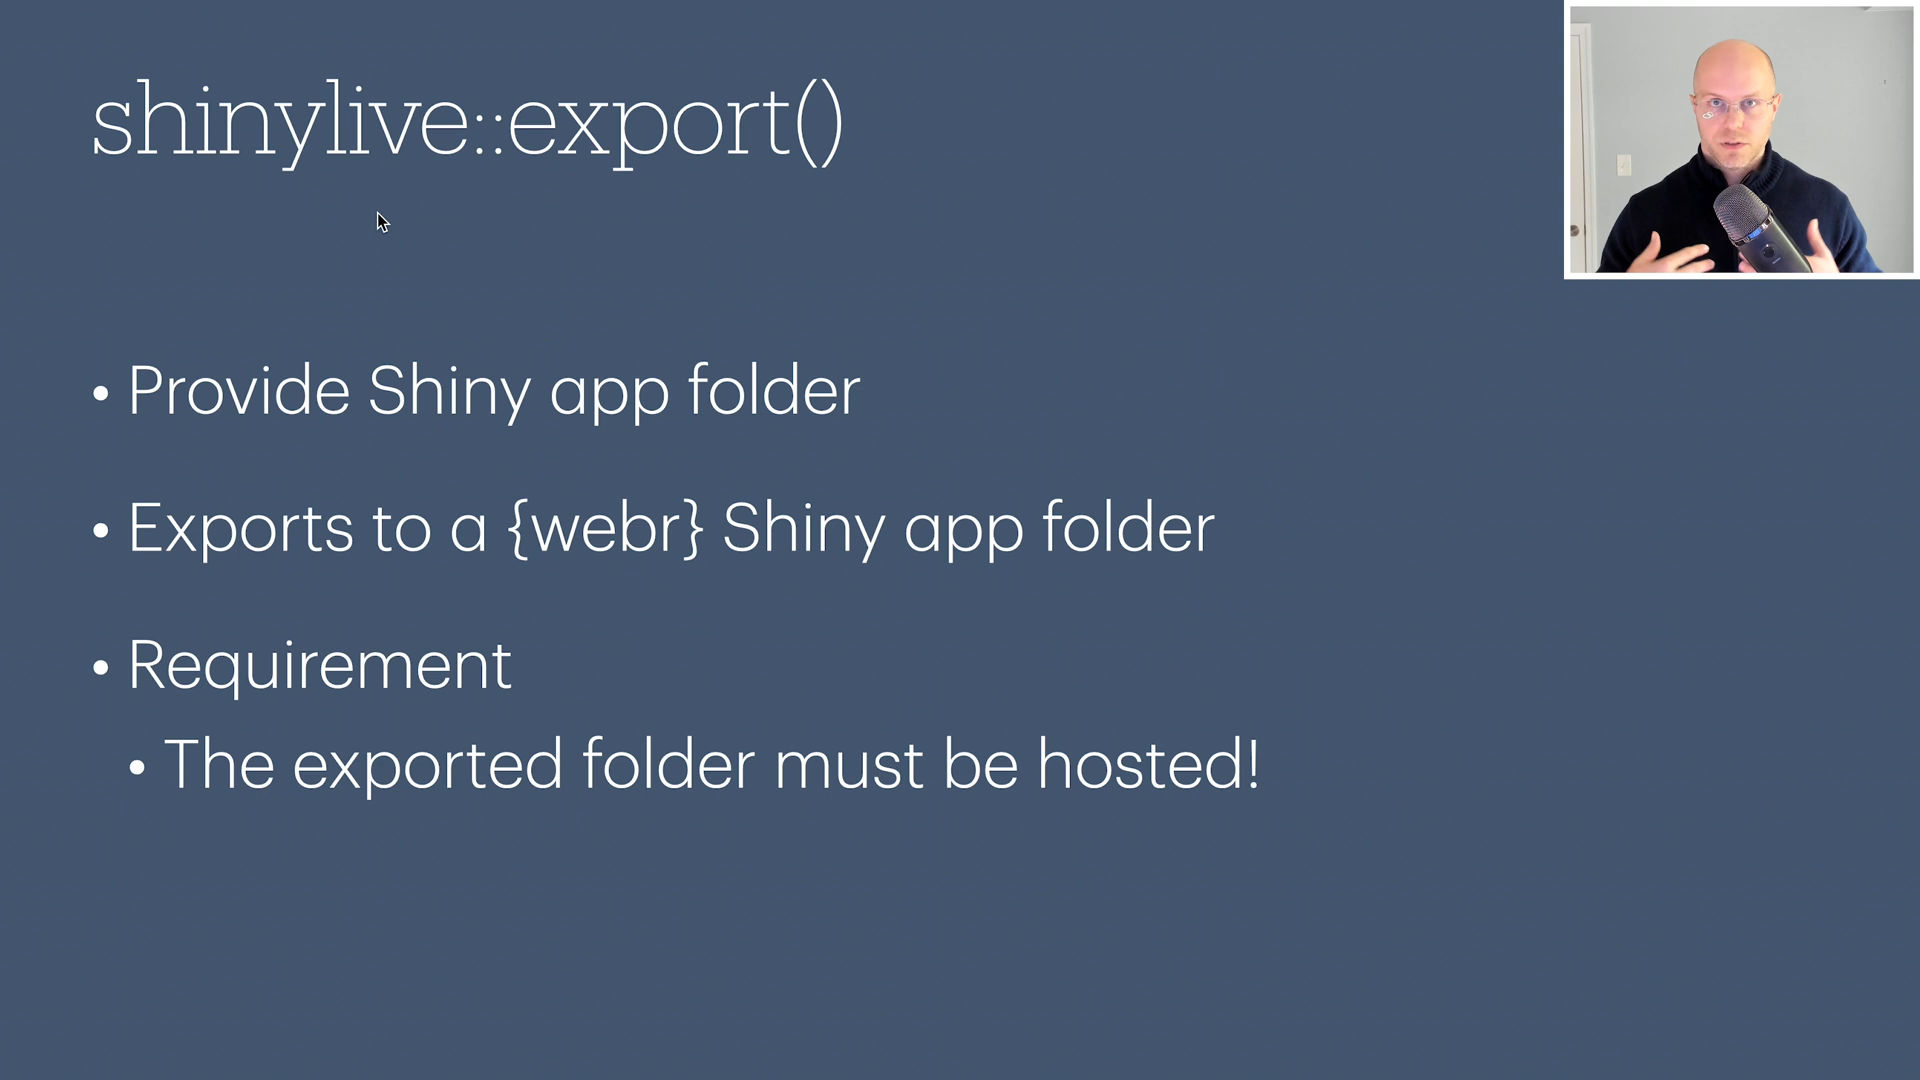 shinylive::export()
• Provide Shiny app folder
• Exports to a {webr} Shiny app folder
• Requirement
• The exported folder must be hosted!